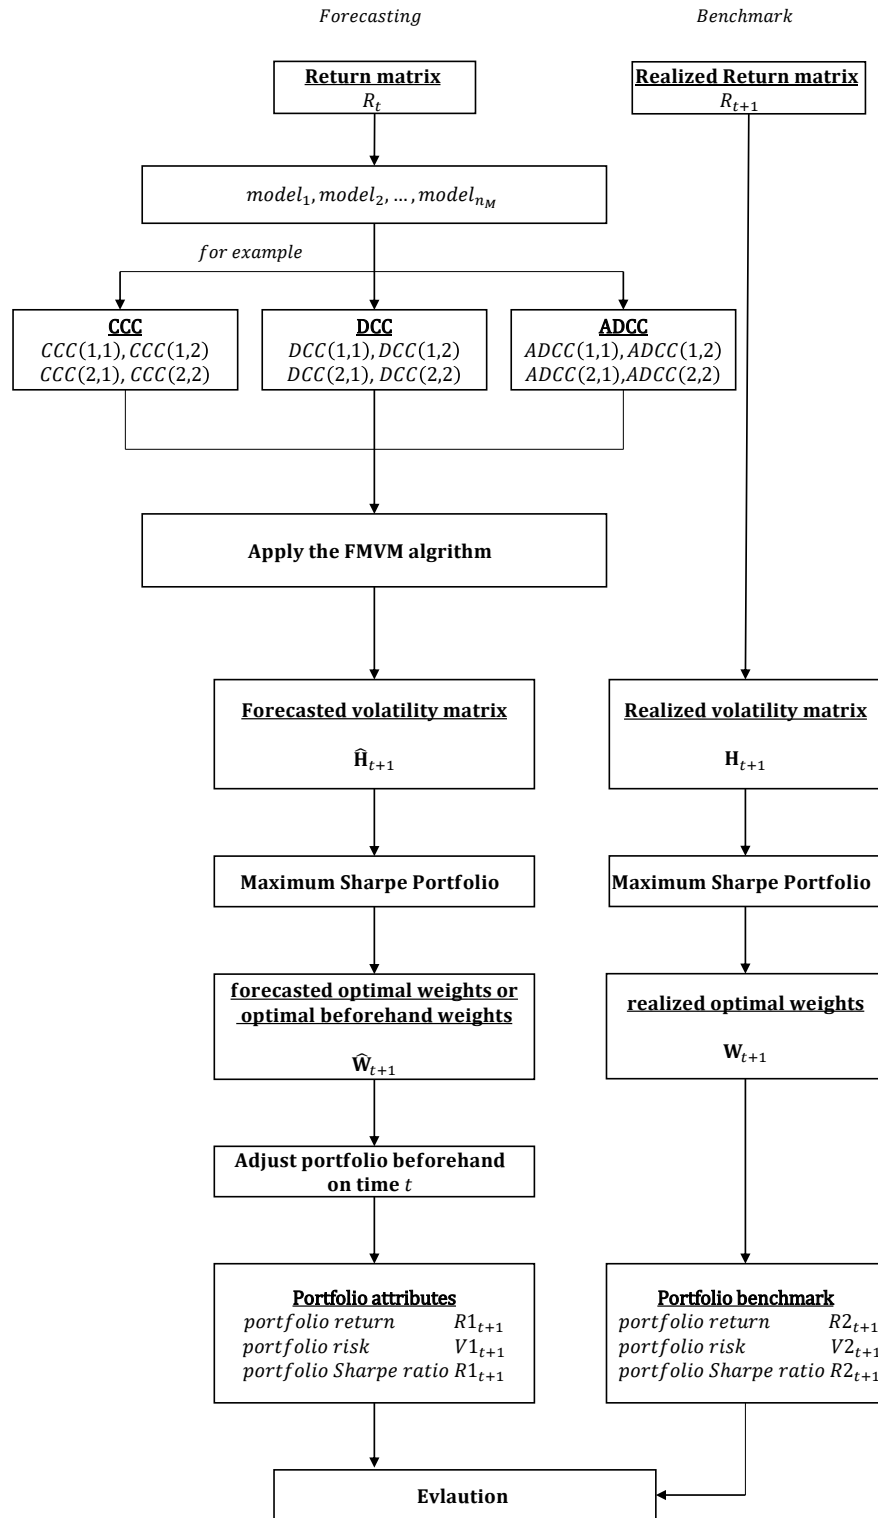 Forecasting
Benchmark
Return matrix
R_t
Realized Return matrix
R_{t+1}
model_1, model_2, … , model_{n_M}
for example
CCC
CCC(1,1), CCC(1,2)
CCC(2,1), CCC(2,2)
DCC
DCC(1,1), DCC(1,2)
DCC(2,1), DCC(2,2)
ADCC
ADCC(1,1), ADCC(1,2)
ADCC(2,1),ADCC(2,2)
Apply the FMVM algorithm
Forecasted volatility matrix
Ĥ_{t+1}
Realized volatility matrix
H_{t+1}
Maximum Sharpe Portfolio
Maximum Sharpe Portfolio
forecasted optimal weights or
optimal beforehand weights
Ŵ_{t+1}
realized optimal weights
W_{t+1}
Adjust portfolio beforehand
on time t
Portfolio attributes
portfolio return R1_{t+1}
portfolio risk V1_{t+1}
portfolio Sharpe ratio R1_{t+1}
Portfolio benchmark
portfolio return R2_{t+1}
portfolio risk V2_{t+1}
portfolio Sharpe ratio R2_{t+1}
Evlaution